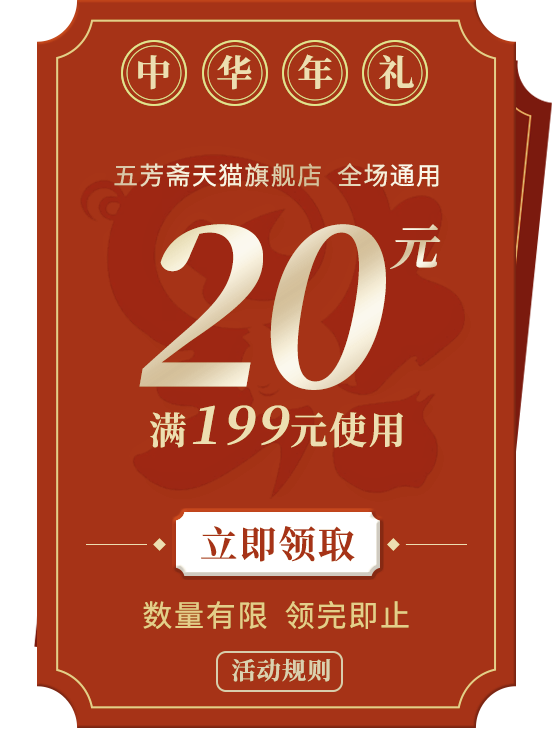 中华年礼
五芳斋天猫旗舰店 全场通用
20元
满199元使用
立即领取
数量有限 领完即止
活动规则